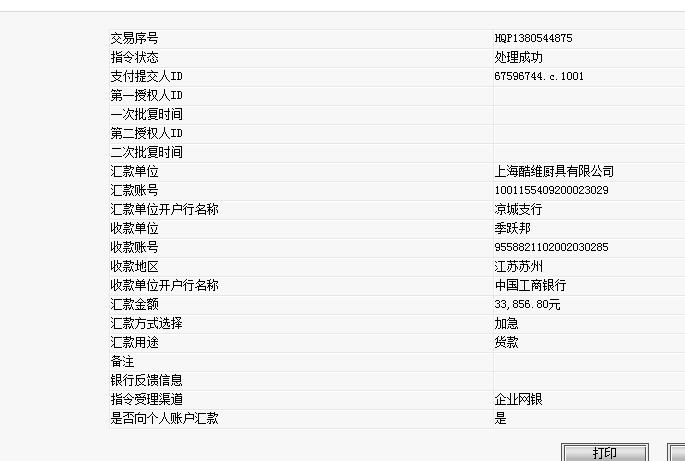 交易序号 HQP1380544875
指令状态 处理成功
支付提交人ID 67596744.c.1001
第一授权人ID
一次批复时间
第二授权人ID
二次批复时间
汇款单位 上海酷维厨具有限公司
汇款账号 1001155409200023029
汇款单位开户行名称 凉城支行
收款单位 季跃邦
收款账号 9558821102002030285
收款地区 江苏苏州
收款单位开户行名称 中国工商银行
汇款金额 33,856.80元
汇款方式选择 加急
汇款用途 货款
备注
银行反馈信息
指令受理渠道 企业网银
是否向个人账户汇款 是
打印